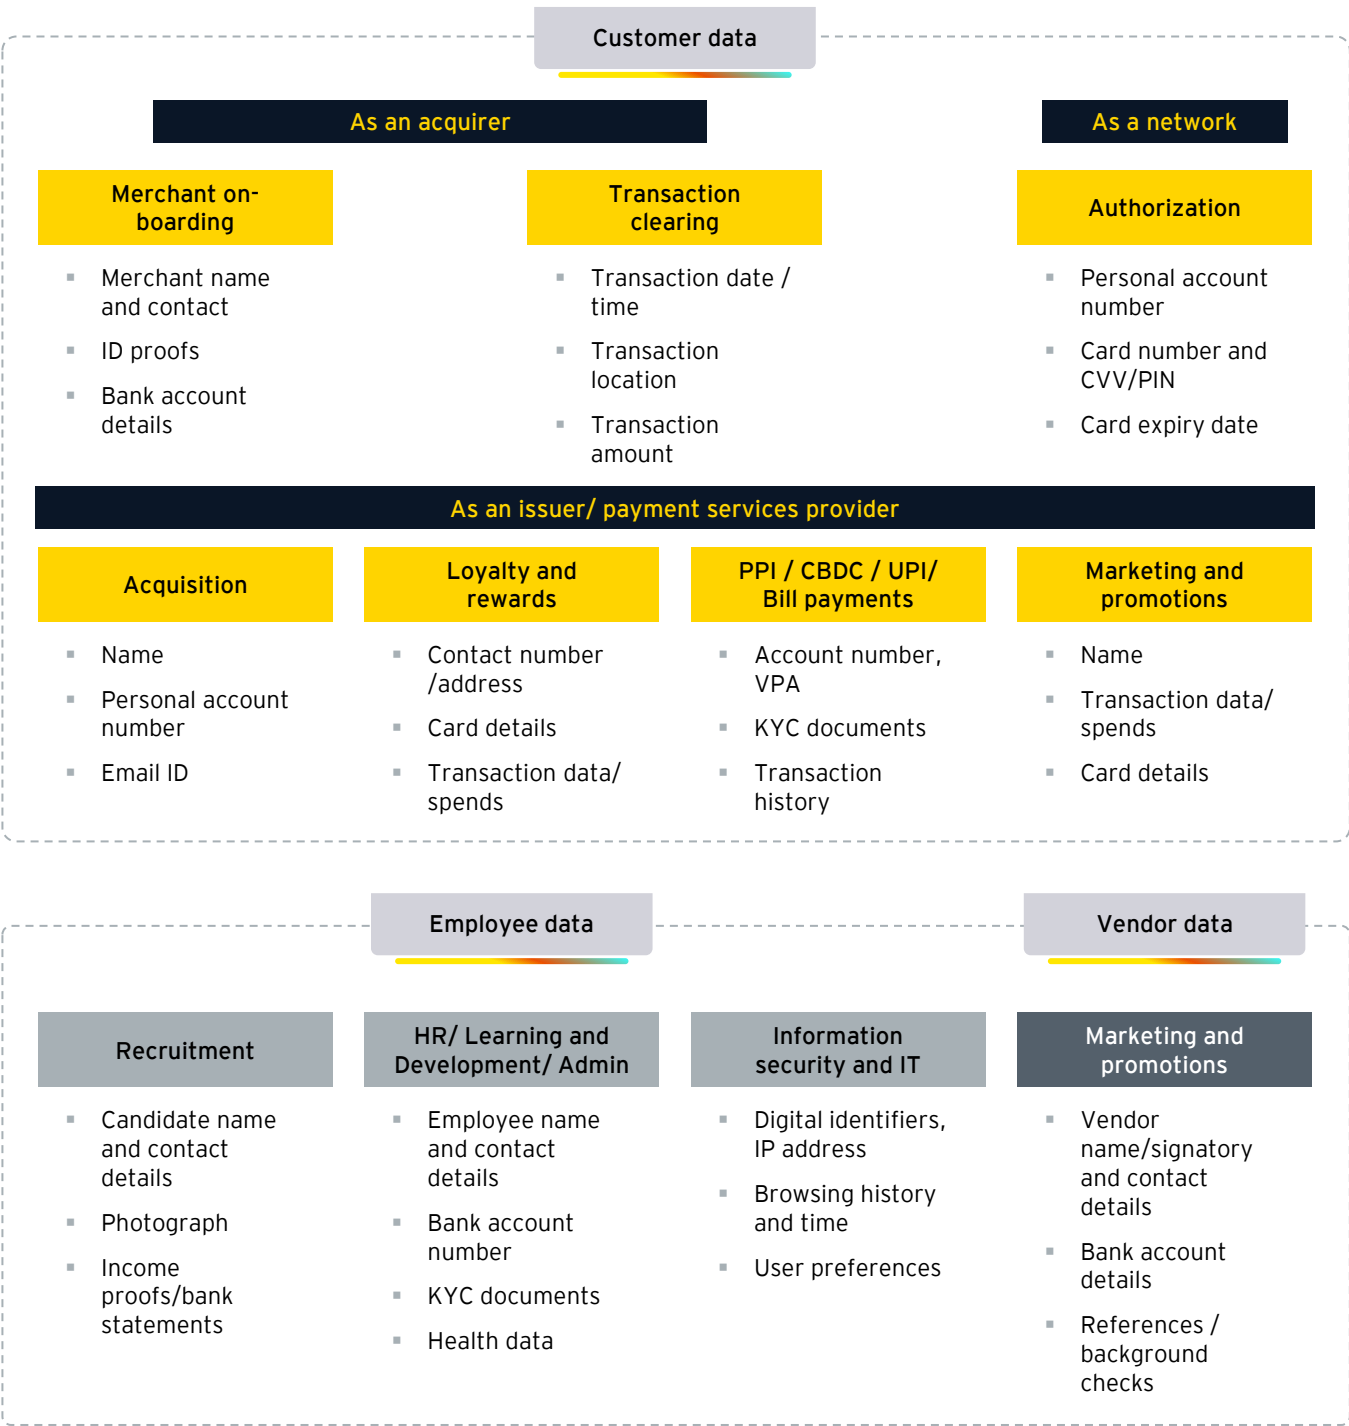 Customer data
As an acquirer
Merchant on-
boarding
Merchant name
and contact
ID proofs
Bank account
details
Transaction
clearing
Transaction date /
time
Transaction
location
Transaction
amount
As a network
Authorization
Personal account
number
Card number and
CVV/PIN
Card expiry date
As an issuer/ payment services provider
Acquisition
Name
Personal account
number
Email ID
Loyalty and
rewards
Contact number
/address
Card details
Transaction data/
spends
PPI / CBDC / UPI/
Bill payments
Account number,
VPA
KYC documents
Transaction
history
Marketing and
promotions
Name
Transaction data/
spends
Card details
Employee data
Recruitment
Candidate name
and contact
details
Photograph
Income
proofs/bank
statements
HR/ Learning and
Development/ Admin
Employee name
and contact
details
Bank account
number
KYC documents
Health data
Information
security and IT
Digital identifiers,
IP address
Browsing history
and time
User preferences
Vendor data
Marketing and
promotions
Vendor
name/signatory
and contact
details
Bank account
details
References /
background
checks